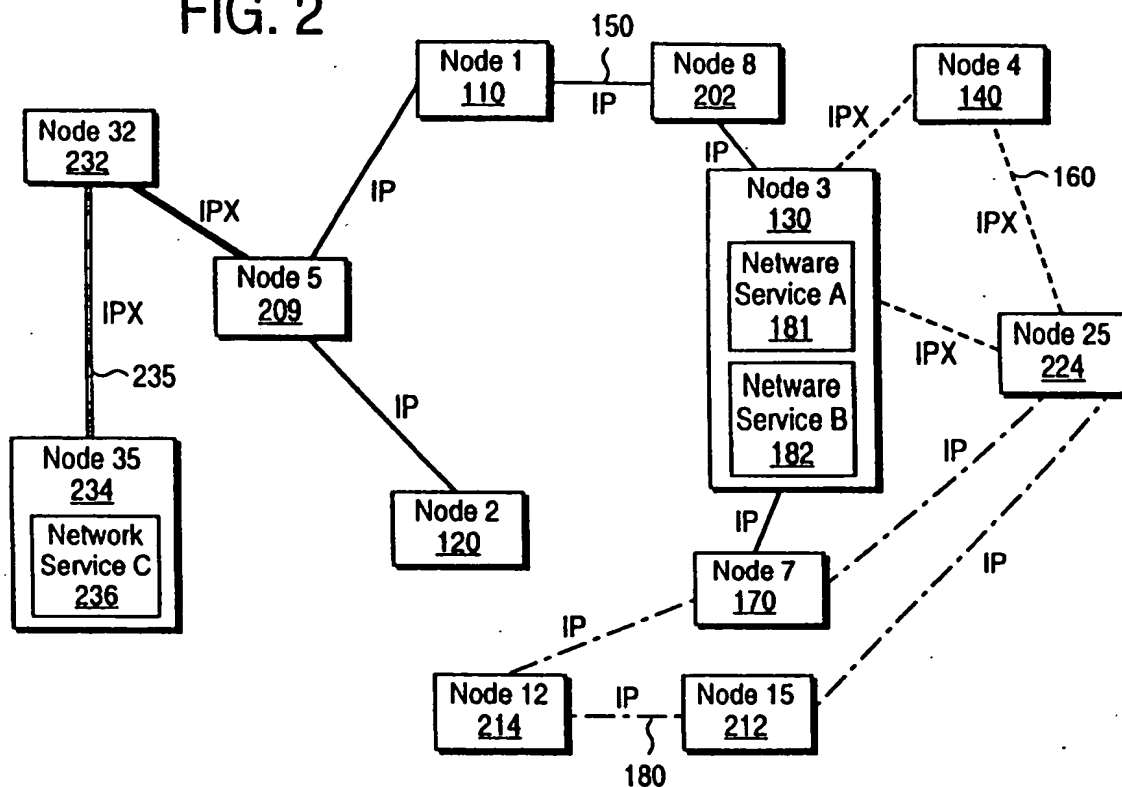 FIG. 2
150
Node 1
110
IP
Node 8
202
Node 4
140
IPX
160
IPX
Node 32
232
IPX
IP
IP
Node 3
130
Netware
Service A
181
Netware
Service B
182
Node 5
209
IPX
235
IPX
Node 25
224
IP
Node 35
234
Network
Service C
236
Node 2
120
IP
Node 7
170
IP
IP
IP
Node 12
214
IP
Node 15
212
180